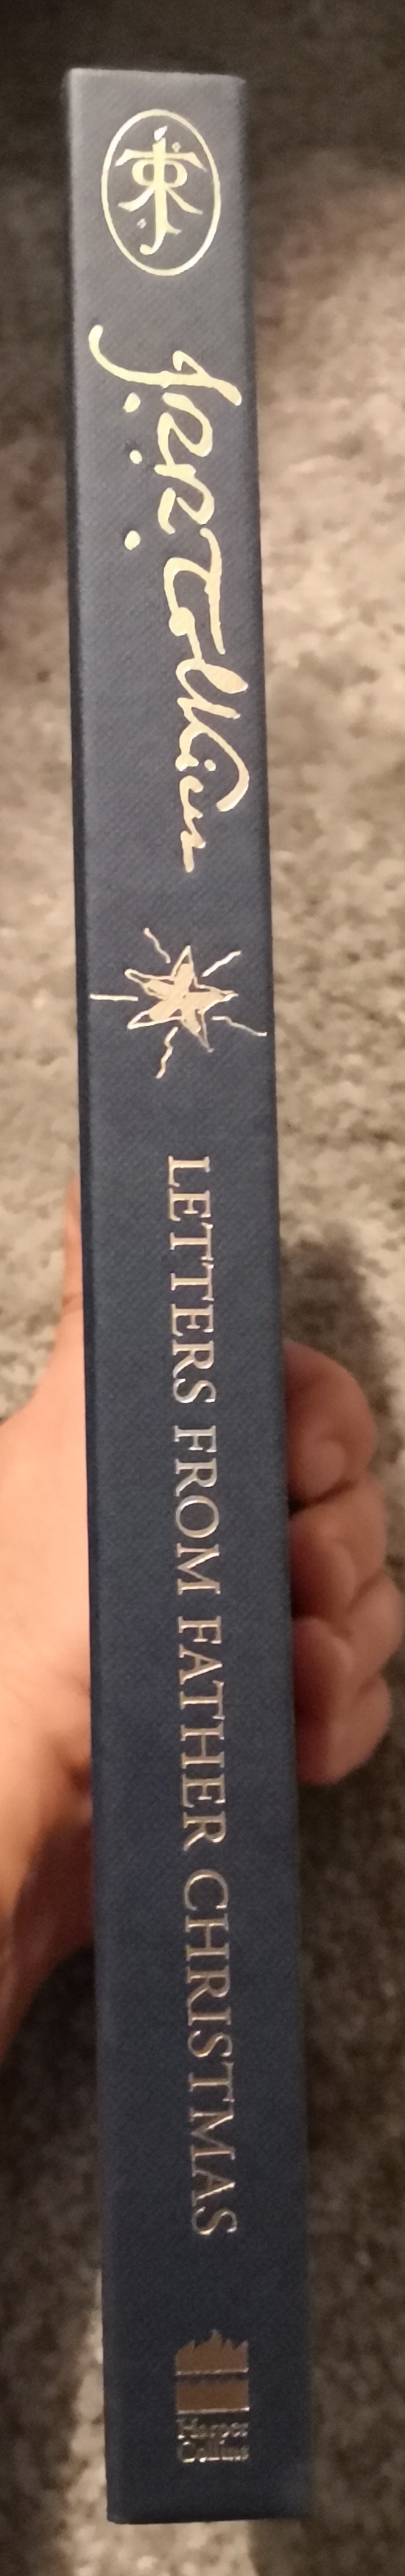 J.R.R. Tolkien
LETTERS FROM FATHER CHRISTMAS
Harper
Collins